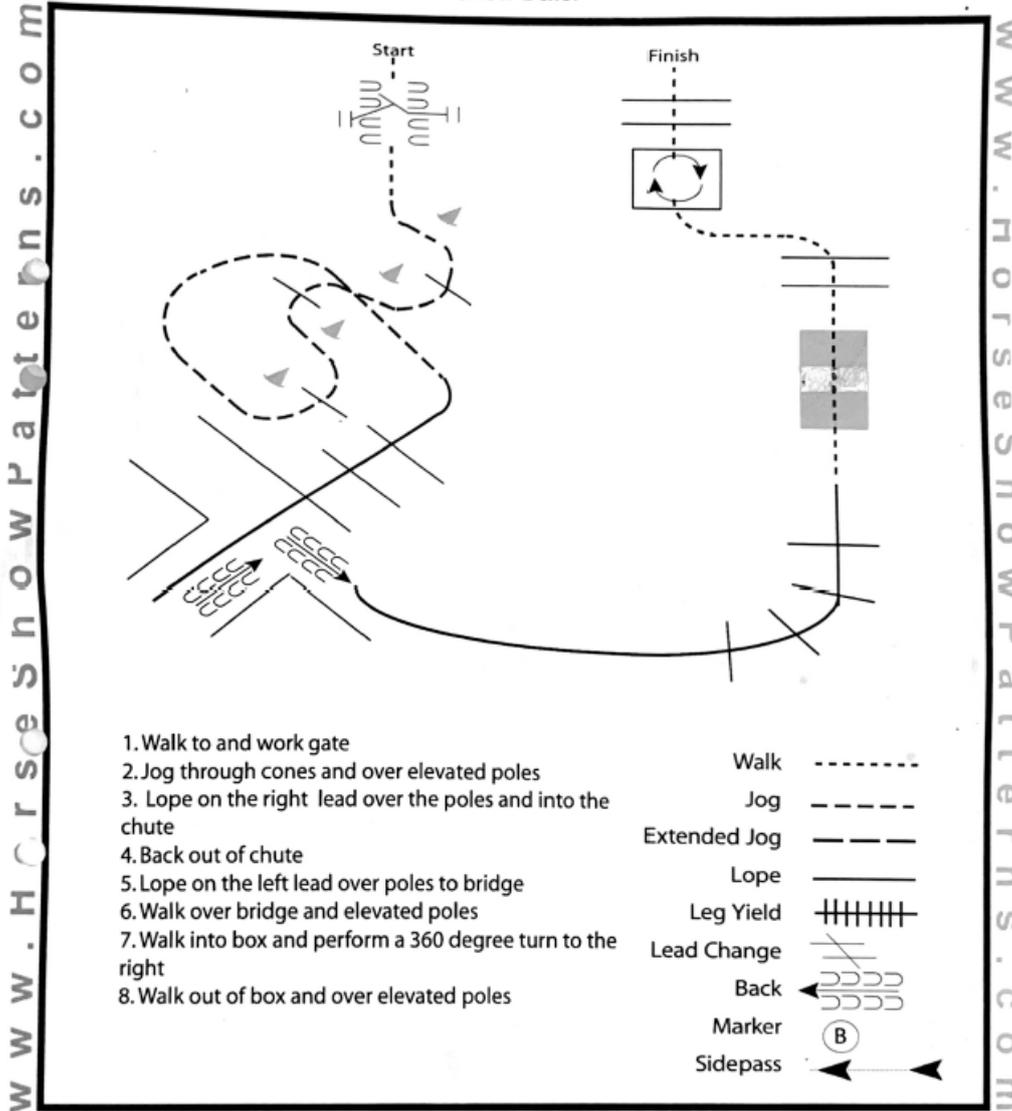 Start
Finish
www.HorseShowPatterns.com
www.HorseShowPatterns.com
1. Walk to and work gate
2. Jog through cones and over elevated poles
3. Lope on the right lead over the poles and into the
chute
4. Back out of chute
5. Lope on the left lead over poles to bridge
6. Walk over bridge and elevated poles
7. Walk into box and perform a 360 degree turn to the
right
8. Walk out of box and over elevated poles
Walk
Jog
Extended Jog
Lope
Leg Yield
Lead Change
Back
Marker B
Sidepass